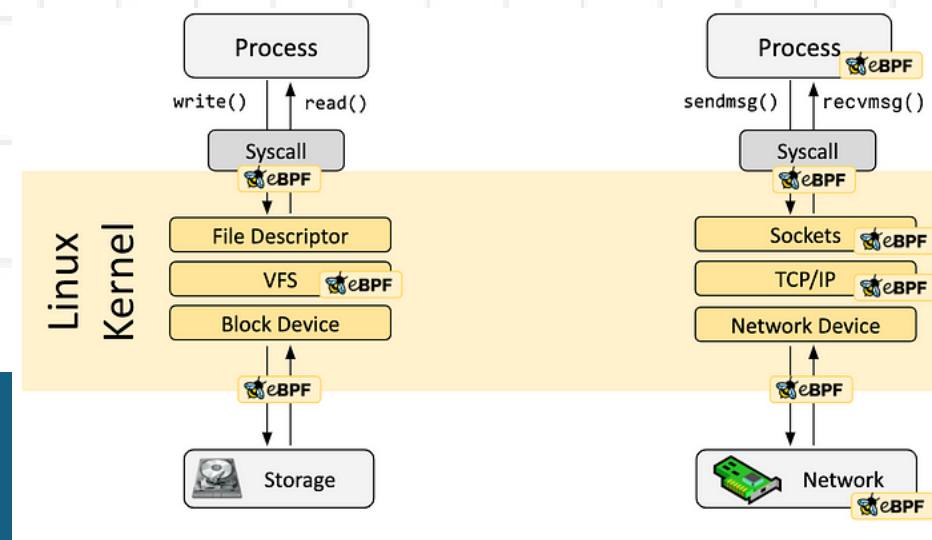 Process
write()
read()
Syscall
eBPF
Linux
Kernel
File Descriptor
VFS
eBPF
Block Device
eBPF
Storage
Process
eBPF
sendmsg()
recvmsg()
Syscall
eBPF
Sockets
eBPF
TCP/IP
eBPF
Network Device
eBPF
Network
eBPF